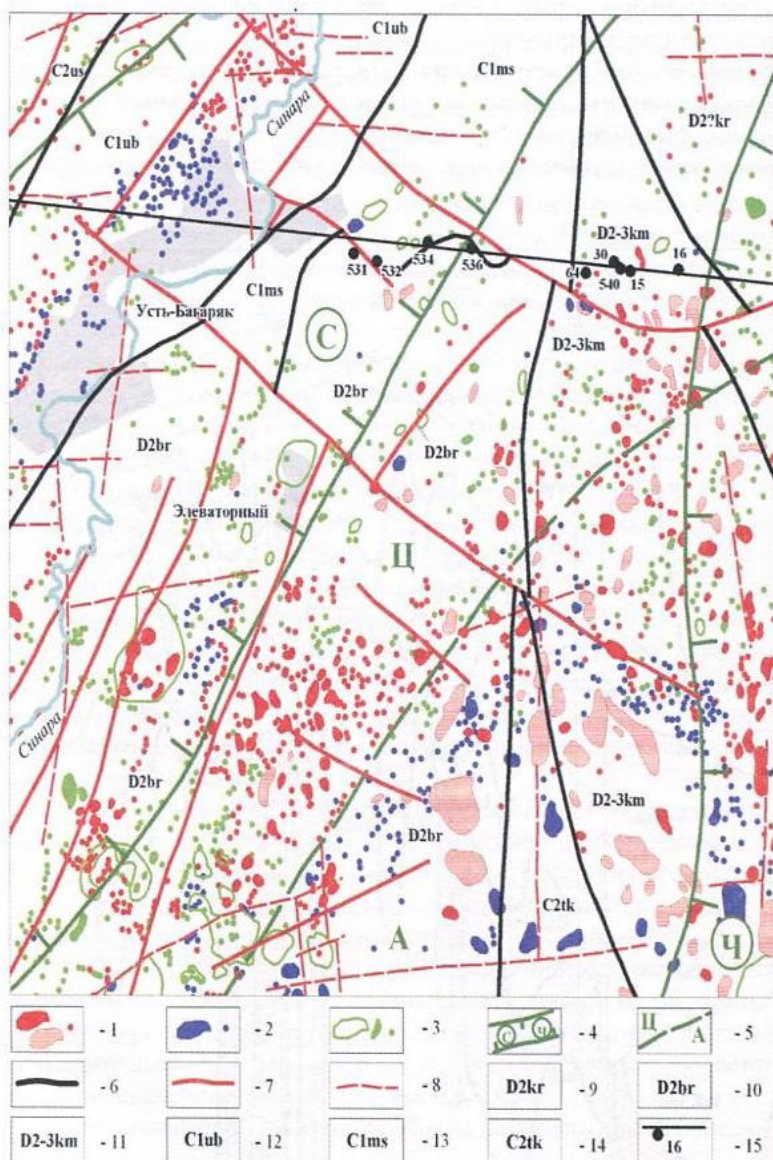 C1ub
C2us
Синара
C1ms
C1ub
D2?kr
D2-3km
30
16
534
536
531
532
64
540
15
C1ms
Усть-Багаряк
С
D2-3km
D2br
D2br
D2br
Элеваторный
Ц
Синара
D2br
D2-3km
D2br
C2tk
А
Ч
- 1
- 2
- 3
С
Ч
- 4
Ц
А
- 5
- 6
- 7
- 8
D2kr
- 9
D2br
- 10
D2-3km
- 11
C1ub
- 12
C1ms
- 13
C2tk
- 14
16
- 15